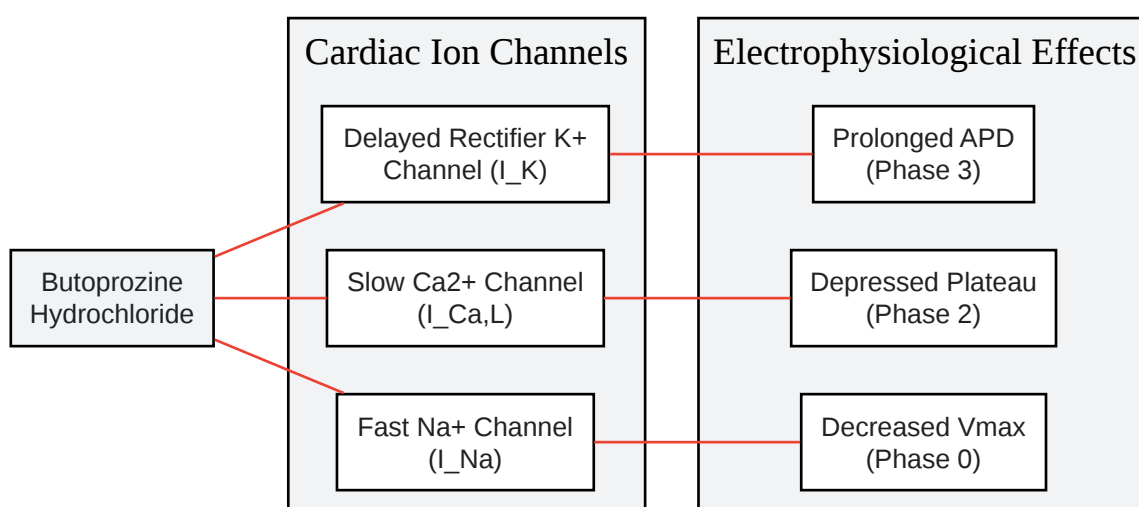 Cardiac Ion Channels
Electrophysiological Effects
Delayed Rectifier K+
Channel (I_K)
Prolonged APD
(Phase 3)
Butoprozine
Hydrochloride
Slow Ca2+ Channel
(I_Ca,L)
Depressed Plateau
(Phase 2)
Fast Na+ Channel
(I_Na)
Decreased Vmax
(Phase 0)